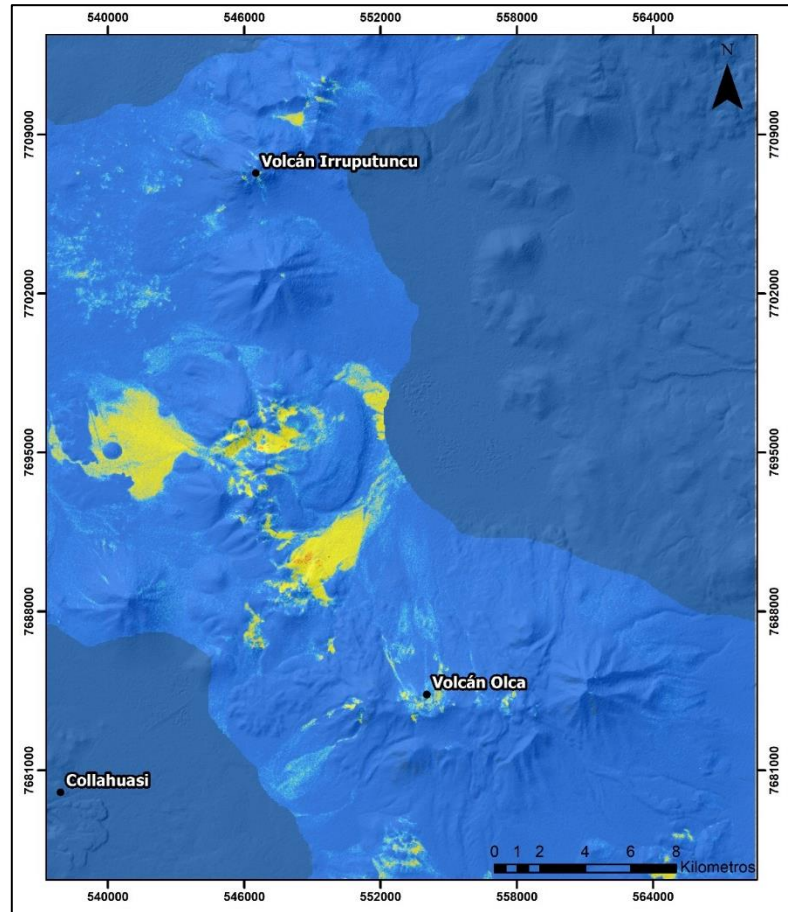 540000 546000 552000 558000 564000
N
7709000 7709000
Volcán Irruputuncu
7702000 7702000
7695000 7695000
7688000 7688000
Volcán Olca
7681000 7681000
Collahuasi
0 1 2 4 6 8
Kilometros
540000 546000 552000 558000 564000